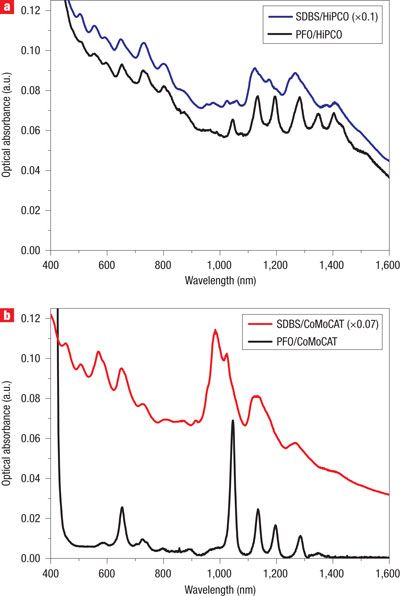 a
0.12
0.10
0.08
0.06
0.04
0.02
0.00
Optical absorbance (a.u.)
SDBS/HiPCO (×0.1)
PFO/HiPCO
400 600 800 1,000 1,200 1,400 1,600
Wavelength (nm)
b
0.12
0.10
0.08
0.06
0.04
0.02
0.00
Optical absorbance (a.u.)
SDBS/CoMoCAT (×0.07)
PFO/CoMoCAT
400 600 800 1,000 1,200 1,400 1,600
Wavelength (nm)